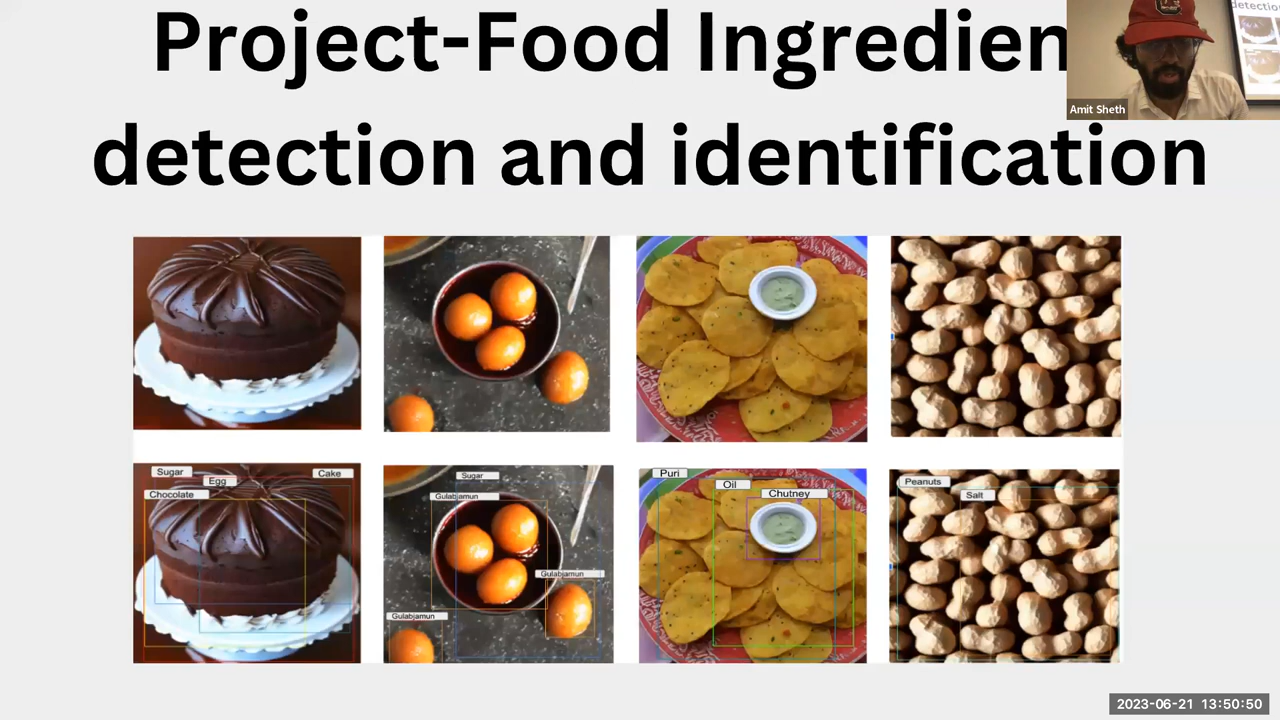 Project-Food Ingredien
detection and identification
detection
Amit Sheth
Sugar
Egg
Cake
Chocolate
Sugar
Gulabjamun
Gulabjamun
Gulabjamun
Puri
Oil
Chutney
Peanuts
Salt
2023-06-21 13:50:50